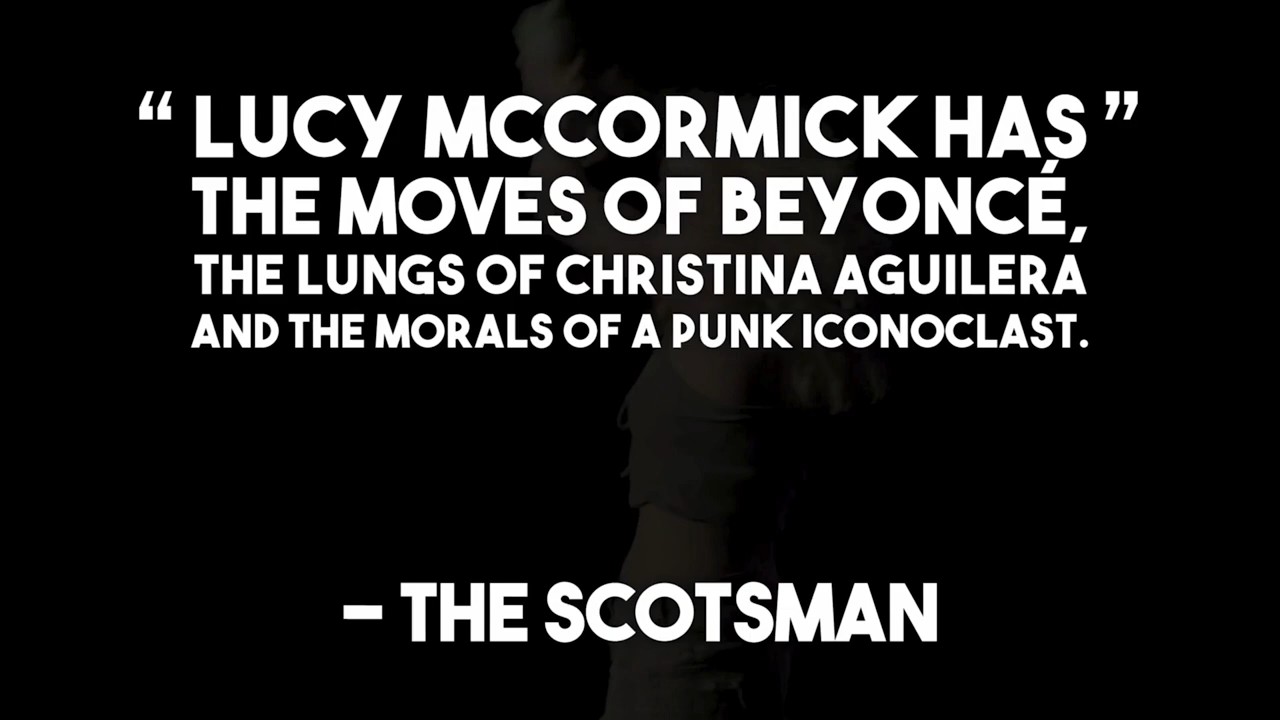 “ LUCY MCCORMICK HAS ”
THE MOVES OF BEYONCÉ,
THE LUNGS OF CHRISTINA AGUILERA
AND THE MORALS OF A PUNK ICONOCLAST.
– THE SCOTSMAN